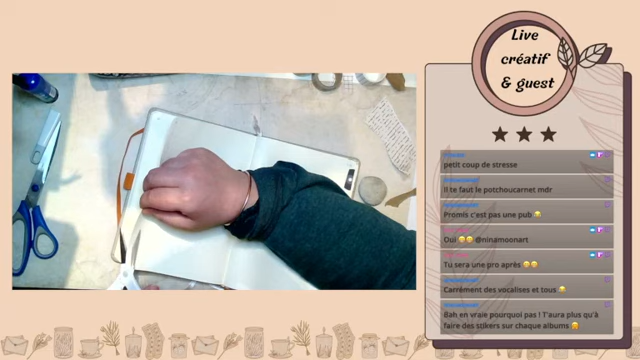 Live
créatif
& guest
petit coup de stresse
Il te faut le potchoucarnet mdr
Promis c'est pas une pub
Oui @ninamoonart
Tu sera une pro après
Carrèment des vocalises et tous
Bah en vraie pourquoi pas ! T'aura plus qu'à
faire des stikers sur chaque albums